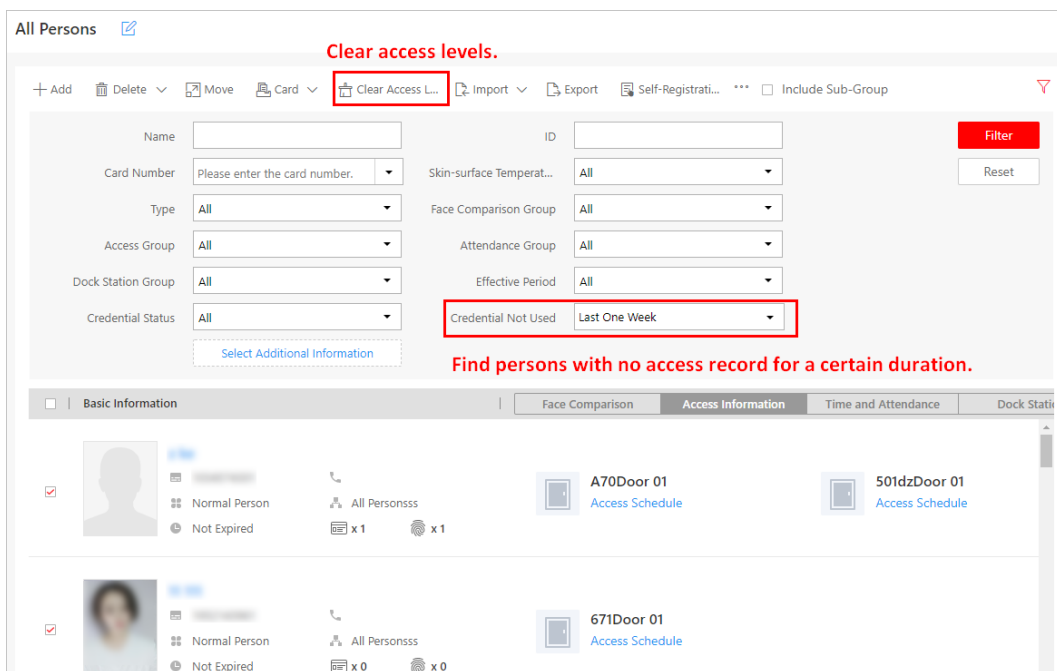 All Persons
Clear access levels.
Add Delete Move Card Clear Access L... Import Export Self-Registrati... ••• Include Sub-Group
Name ID Filter
Card Number Please enter the card number. Skin-surface Temperat... All Reset
Type All Face Comparison Group All
Access Group All Attendance Group All
Dock Station Group All Effective Period All
Credential Status All Credential Not Used Last One Week
Select Additional Information
Find persons with no access record for a certain duration.
Basic Information Face Comparison Access Information Time and Attendance Dock Static
A70Door 01 501dzDoor 01
Normal Person All Personsss Access Schedule Access Schedule
Not Expired x 1 x 1
671Door 01
Normal Person All Personsss Access Schedule
Not Expired x 0 x 0